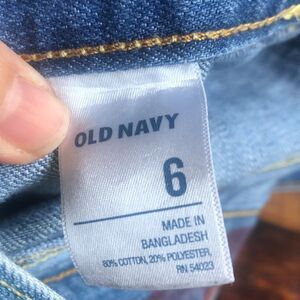 OLD NAVY
6
MADE IN
BANGLADESH
80% COTTON, 20% POLYESTER,
RN 54023